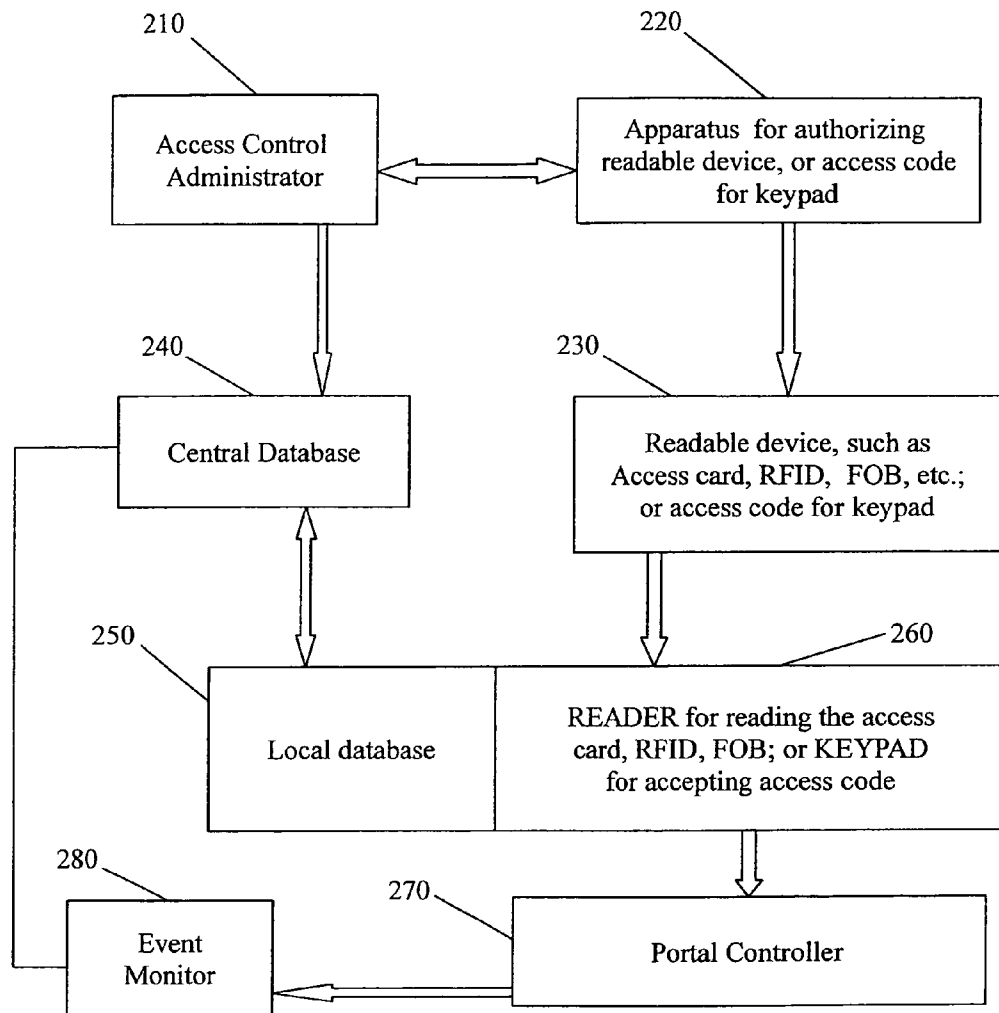 210
220
Access Control
Administrator
Apparatus for authorizing
readable device, or access code
for keypad
240
230
Central Database
Readable device, such as
Access card, RFID, FOB, etc.;
or access code for keypad
250
260
Local database
READER for reading the access
card, RFID, FOB; or KEYPAD
for accepting access code
280
270
Event
Monitor
Portal Controller